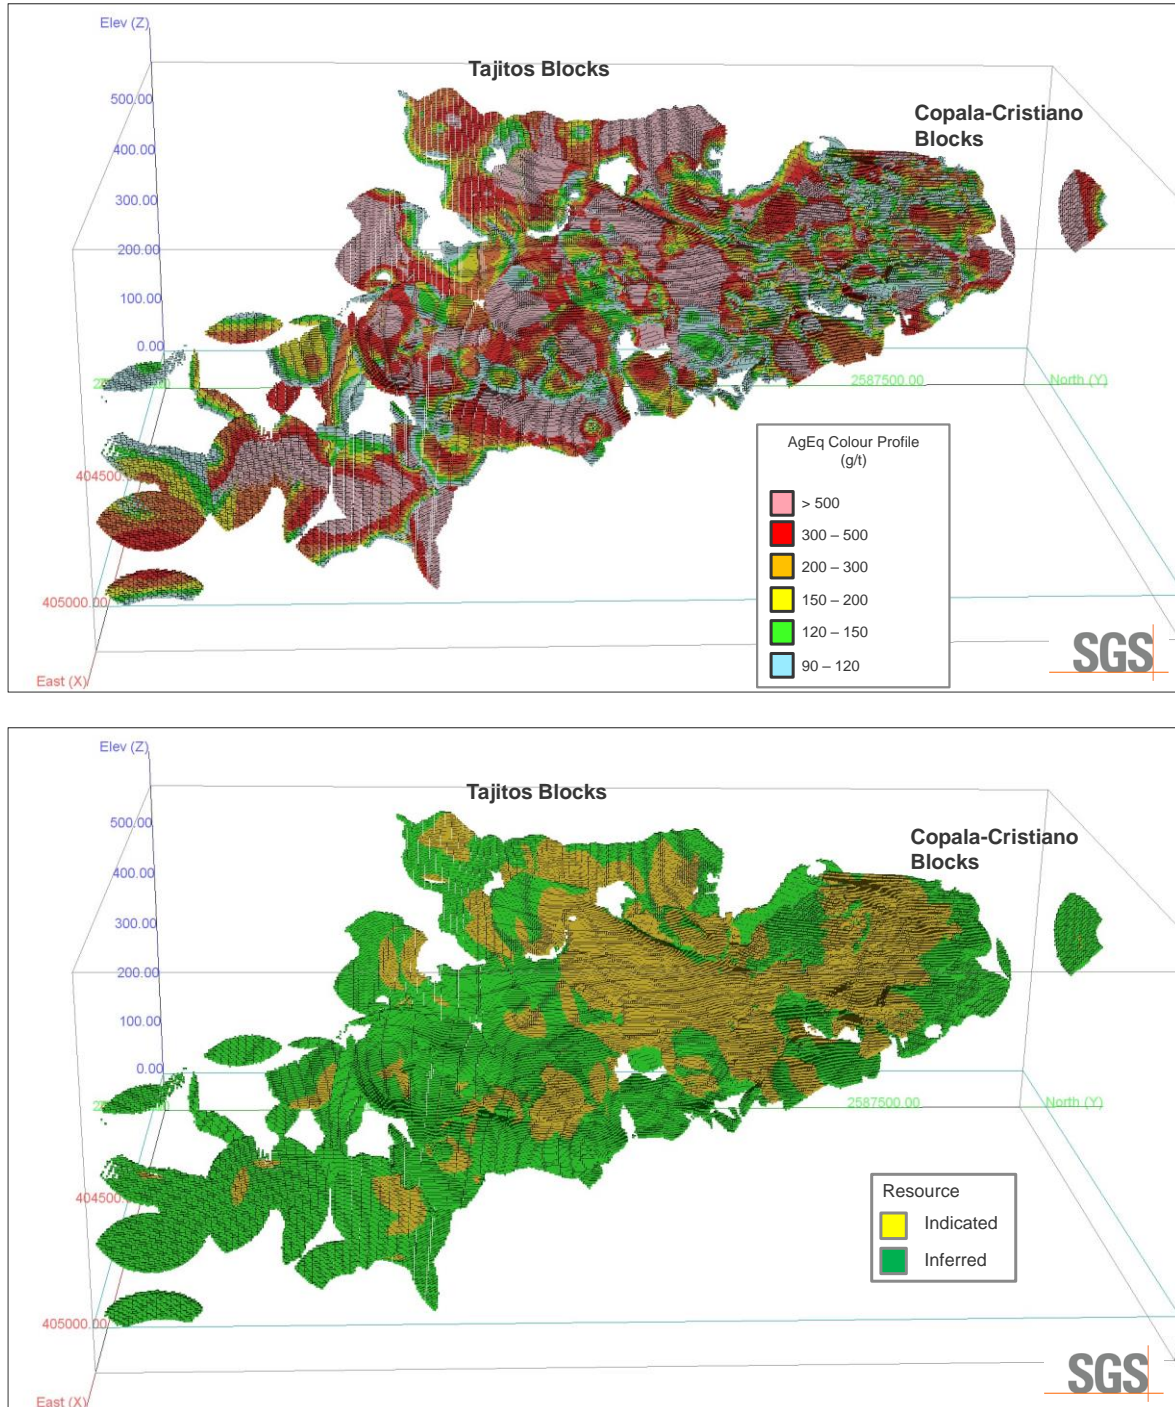 Elev (Z)
Tajitos Blocks
Copala-Cristiano
Blocks
500.00
400.00
300.00
200.00
100.00
0.00
2587500.00
North (Y)
404500
405000.00
East (X)
AgEq Colour Profile
(g/t)
> 500
300 – 500
200 – 300
150 – 200
120 – 150
90 – 120
SGS
Elev (Z)
Tajitos Blocks
Copala-Cristiano
Blocks
500.00
400.00
300.00
200.00
100.00
0.00
2587500.00
North (Y)
404500
405000.00
East (X)
Resource
Indicated
Inferred
SGS